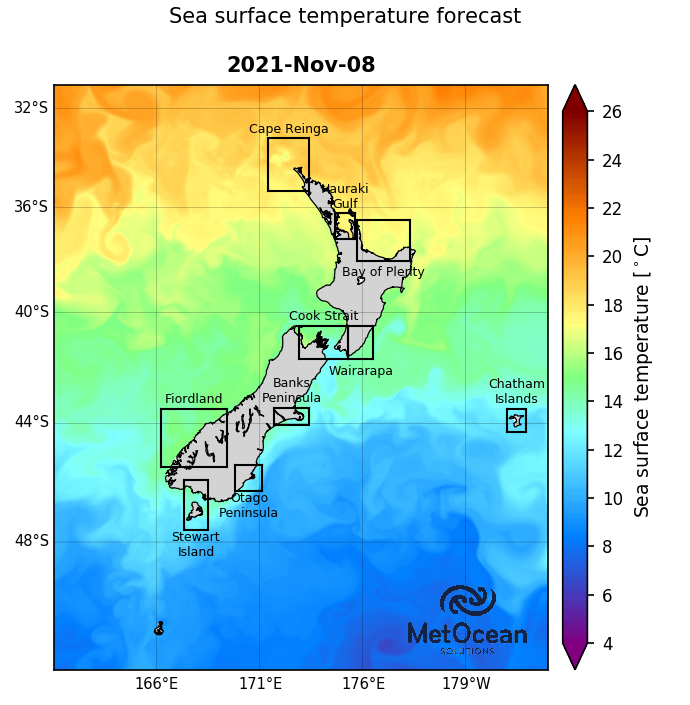 Sea surface temperature forecast
2021-Nov-08
32°S
36°S
40°S
44°S
48°S
166°E
171°E
176°E
179°W
Cape Reinga
Hauraki
Gulf
Bay of Plenty
Cook Strait
Wairarapa
Banks
Peninsula
Fiordland
Chatham
Islands
Otago
Peninsula
Stewart
Island
MetOcean
SOLUTIONS
26
24
22
20
18
16
14
12
10
8
6
4
Sea surface temperature [ °C]